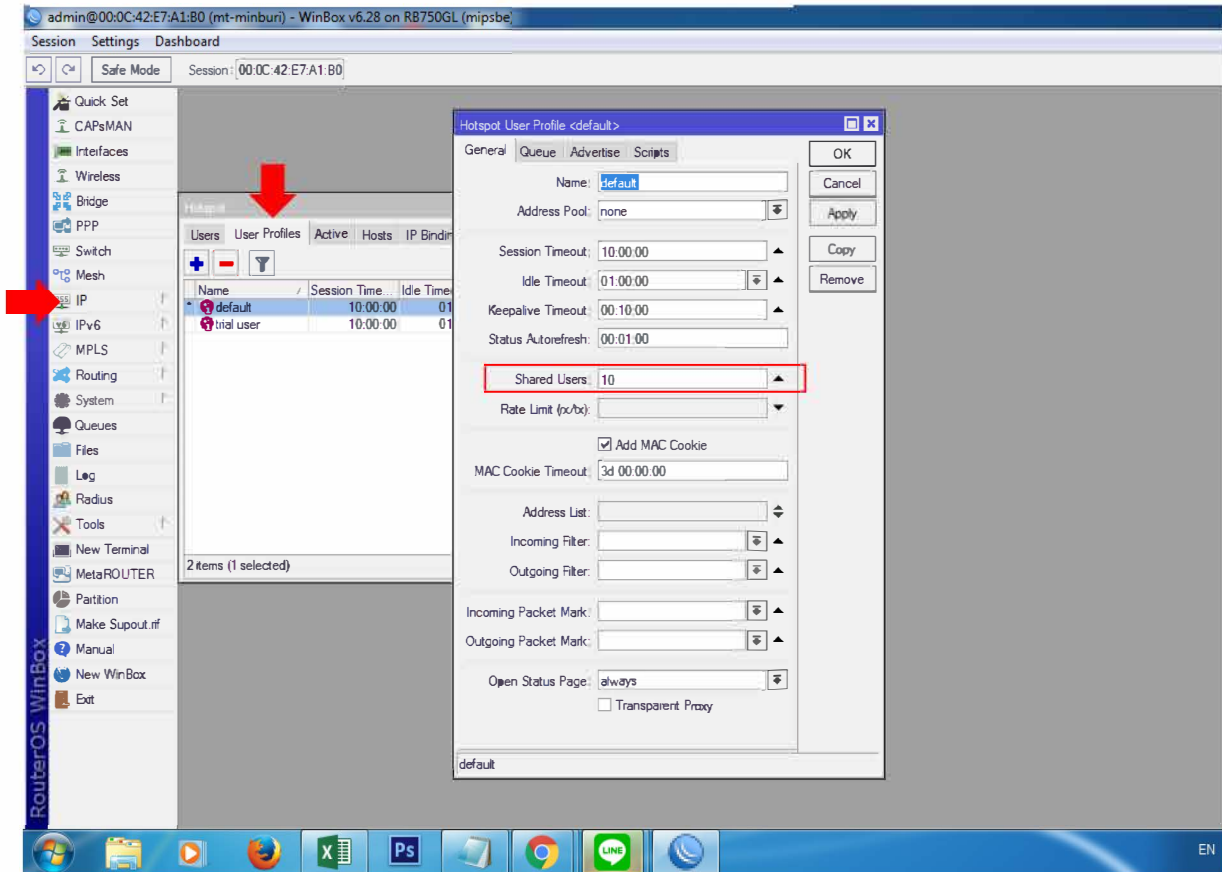 admin@00:0C:42:E7:A1:B0 (mt-minburi) - WinBox v6.28 on RB750GL (mipsbe)
Session Settings Dashboard
Safe Mode Session: 00:0C:42:E7:A1:B0
Quick Set
CAPsMAN
Interfaces
Wireless
Bridge
PPP
Switch
Mesh
IP
IPv6
MPLS
Routing
System
Queues
Files
Log
Radius
Tools
New Terminal
MetaROUTER
Partition
Make Supout.rif
Manual
New WinBox
Exit
RouterOS WinBox
Hotspot
Users User Profiles Active Hosts IP Bindin
Name Session Time... Idle Time
* default 10:00:00 01
trial user 10:00:00 01
2 items (1 selected)
Hotspot User Profile <default>
General Queue Advertise Scripts
Name: default
Address Pool: none
Session Timeout: 10:00:00
Idle Timeout: 01:00:00
Keepalive Timeout: 00:10:00
Status Autorefresh: 00:01:00
Shared Users: 10
Rate Limit (rx/tx):
Add MAC Cookie
MAC Cookie Timeout: 3d 00:00:00
Address List:
Incoming Filter:
Outgoing Filter:
Incoming Packet Mark:
Outgoing Packet Mark:
Open Status Page: always
Transparent Proxy
default
OK
Cancel
Apply
Copy
Remove
Ps
LINE
EN